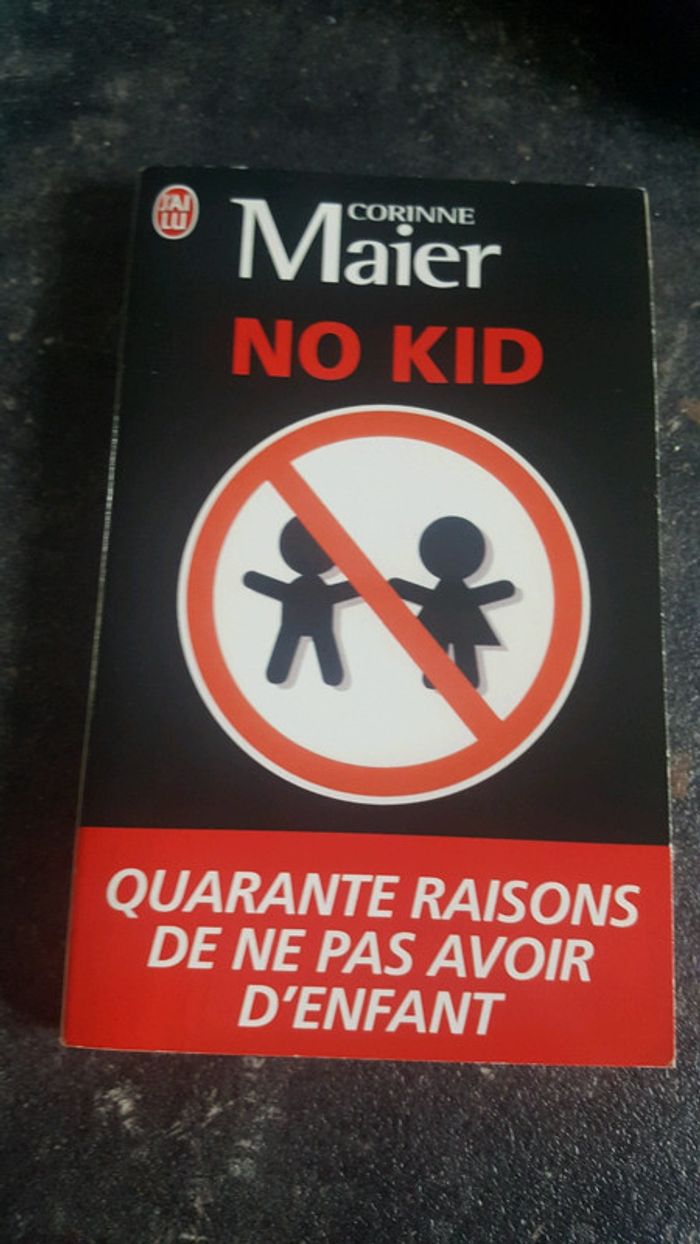 J'AI
LU
CORINNE
Maier
NO KID
QUARANTE RAISONS
DE NE PAS AVOIR
D'ENFANT